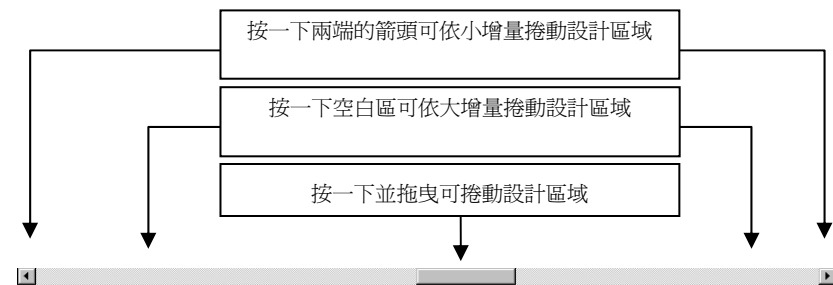 按一下兩端的箭頭可依小增量捲動設計區域
按一下空白區可依大增量捲動設計區域
按一下並拖曳可捲動設計區域